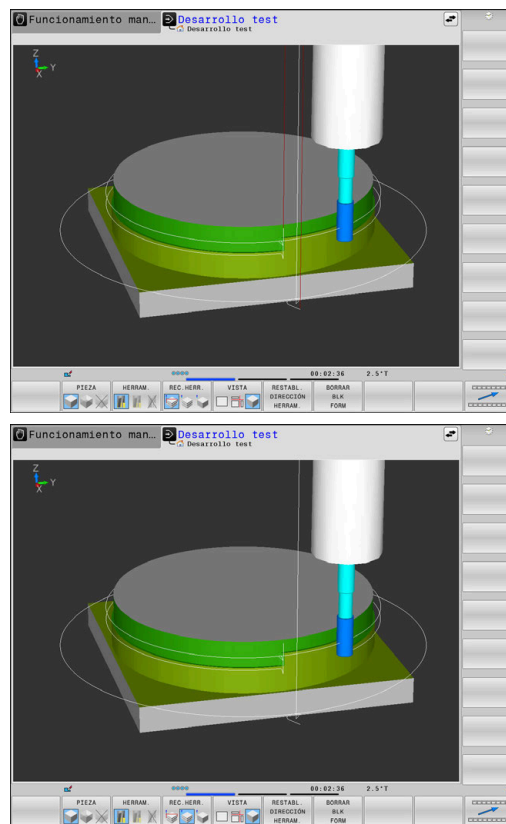 Funcionamiento man… Desarrollo test
Desarrollo test
Z
Y
X
00:02:36 2.5*T
PIEZA HERRAM. REC.HERR. VISTA RESTABL. BORRAR
DIRECCIÓN BLK
HERRAM. FORM
Funcionamiento man… Desarrollo test
Desarrollo test
Z
Y
X
00:02:36 2.5*T
PIEZA HERRAM. REC.HERR. VISTA RESTABL. BORRAR
DIRECCIÓN BLK
HERRAM. FORM